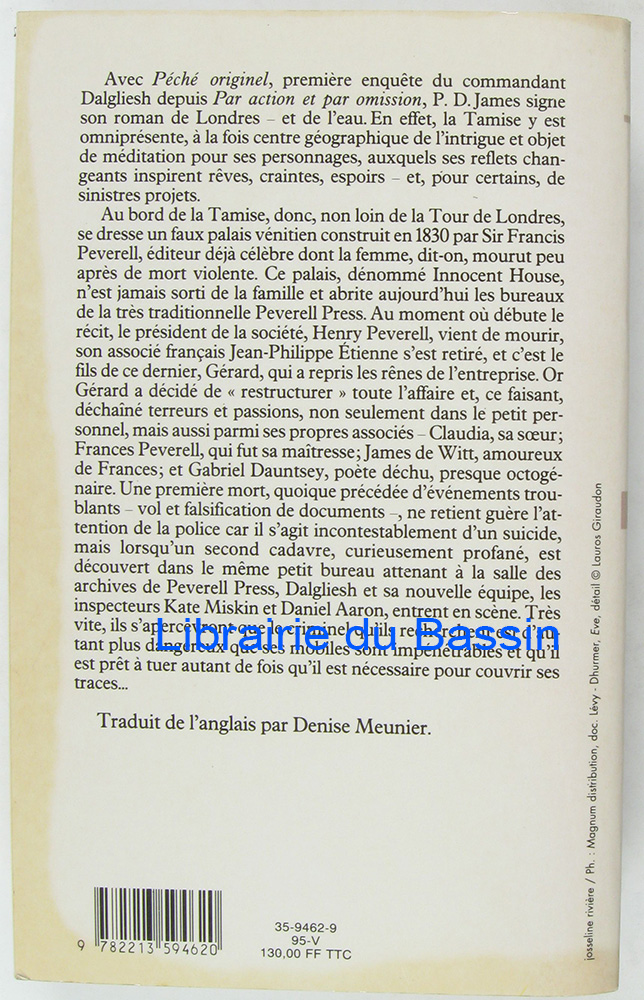 Avec Péché originel, première enquête du commandant
Dalgliesh depuis Par action et par omission, P. D. James signe
son roman de Londres – et de l'eau. En effet, la Tamise y est
omniprésente, à la fois centre géographique de l'intrigue et objet
de méditation pour ses personnages, auxquels ses reflets chan-
geants inspirent rêves, craintes, espoirs – et, pour certains, de
sinistres projets.
Au bord de la Tamise, donc, non loin de la Tour de Londres,
se dresse un faux palais vénitien construit en 1830 par Sir Francis
Peverell, éditeur déjà célèbre dont la femme, dit-on, mourut peu
après de mort violente. Ce palais, dénommé Innocent House,
n'est jamais sorti de la famille et abrite aujourd'hui les bureaux
de la très traditionnelle Peverell Press. Au moment où débute le
récit, le président de la société, Henry Peverell, vient de mourir,
son associé français Jean-Philippe Étienne s'est retiré, et c'est le
fils de ce dernier, Gérard, qui a repris les rênes de l'entreprise. Or
Gérard a décidé de « restructurer » toute l'affaire et, ce faisant,
déchaîné terreurs et passions, non seulement dans le petit per-
sonnel, mais aussi parmi ses propres associés – Claudia, sa sœur;
Frances Peverell, qui fut sa maîtresse; James de Witt, amoureux
de Frances; et Gabriel Dauntsey, poète déchu, presque octogé-
naire. Une première mort, quoique précédée d'événements trou-
blants – vol et falsification de documents –, ne retient guère l'at-
tention de la police car il s'agit incontestablement d'un suicide,
mais lorsqu'un second cadavre, curieusement profané, est
découvert dans le même petit bureau attenant à la salle des
archives de Peverell Press, Dalgliesh et sa nouvelle équipe, les
inspecteurs Kate Miskin et Daniel Aaron, entrent en scène. Très
vite, ils s'apercevront que le criminel qu'ils recherchent est d'au-
tant plus dangereux que ses mobiles sont impénétrables et qu'il
est prêt à tuer autant de fois qu'il est nécessaire pour couvrir ses
traces...
Traduit de l'anglais par Denise Meunier.
Librairie du Bassin
josseline rivière / Ph. : Magnum distribution, doc. Lévy - Dhurmer, Eve, détail © Lauros Giraudon
9 782213 594620
35-9462-9
95-V
130,00 FF TTC